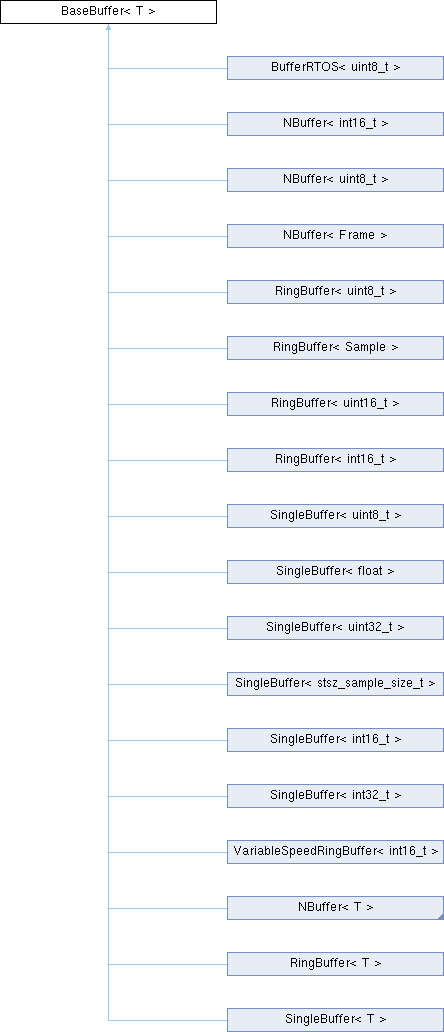 BaseBuffer< T >
BufferRTOS< uint8_t >
NBuffer< int16_t >
NBuffer< uint8_t >
NBuffer< Frame >
RingBuffer< uint8_t >
RingBuffer< Sample >
RingBuffer< uint16_t >
RingBuffer< int16_t >
SingleBuffer< uint8_t >
SingleBuffer< float >
SingleBuffer< uint32_t >
SingleBuffer< stsz_sample_size_t >
SingleBuffer< int16_t >
SingleBuffer< int32_t >
VariableSpeedRingBuffer< int16_t >
NBuffer< T >
RingBuffer< T >
SingleBuffer< T >